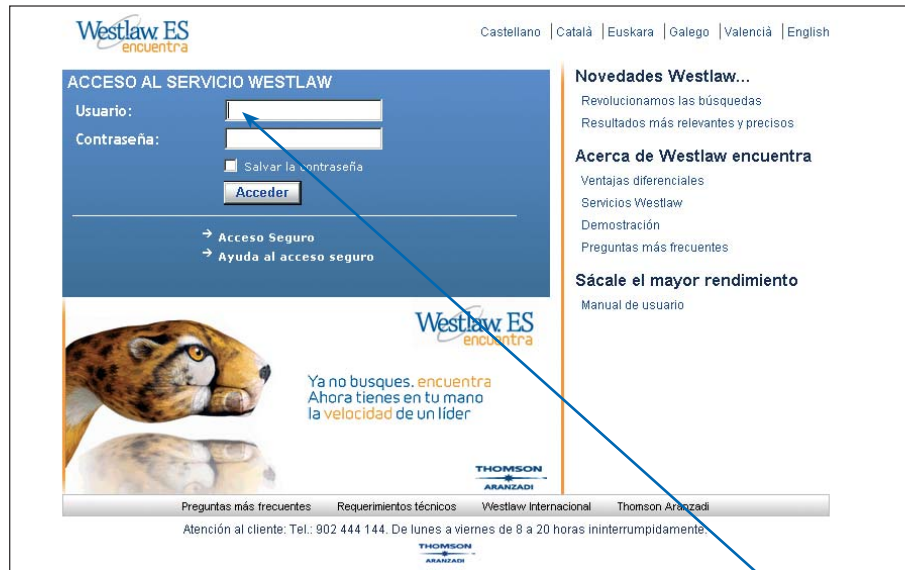 Westlaw. ES
encuentra
Castellano | Català | Euskara | Galego | Valencià | English
ACCESO AL SERVICIO WESTLAW
Usuario:
Contraseña:
Salvar la contraseña
Acceder
→ Acceso Seguro
→ Ayuda al acceso seguro
Novedades Westlaw...
Revolucionamos las búsquedas
Resultados más relevantes y precisos
Acerca de Westlaw encuentra
Ventajas diferenciales
Servicios Westlaw
Demostración
Preguntas más frecuentes
Sácale el mayor rendimiento
Manual de usuario
Westlaw. ES
encuentra
Ya no busques. encuentra
Ahora tienes en tu mano
la velocidad de un líder
THOMSON
ARANZADI
Preguntas más frecuentes Requerimientos técnicos Westlaw Internacional Thomson Aranzadi
Atención al cliente: Tel.: 902 444 144. De lunes a viernes de 8 a 20 horas ininterrumpidamente.
THOMSON
ARANZADI